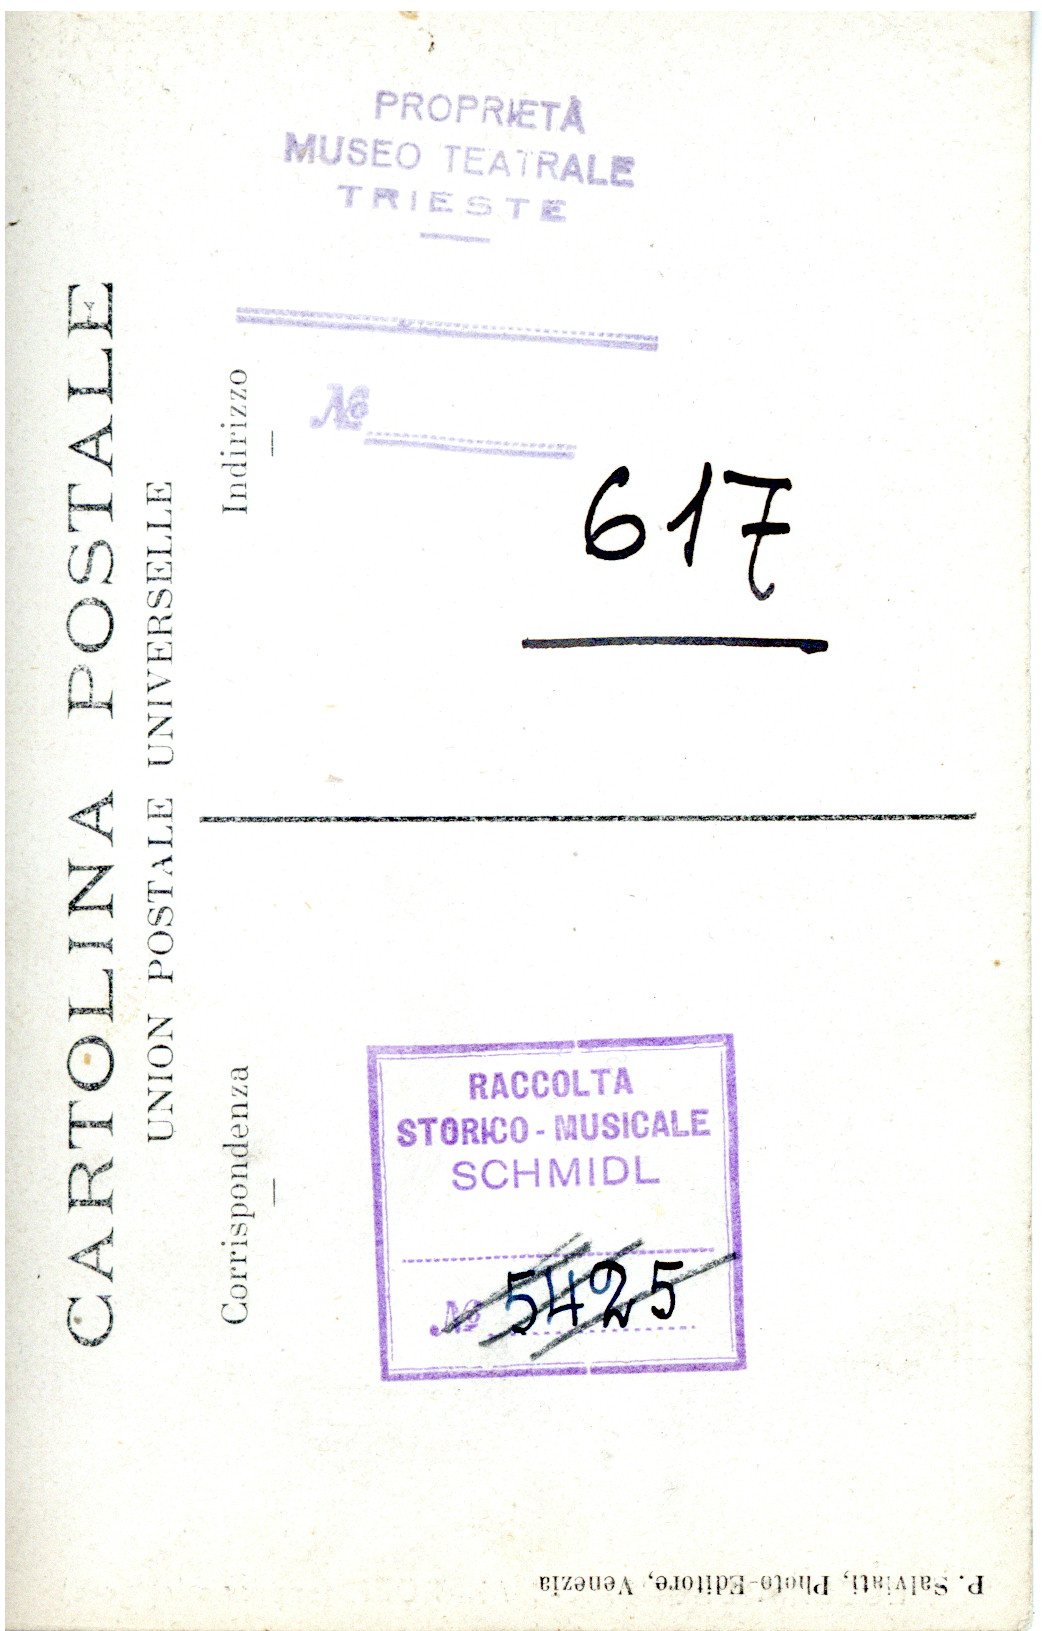 PROPRIETÀ
MUSEO TEATRALE
TRIESTE
№
617
CARTOLINA POSTALE
UNION POSTALE UNIVERSELLE
Indirizzo
Corrispondenza
RACCOLTA
STORICO - MUSICALE
SCHMIDL
№ 5425
P. Salviati, Photo-Editore, Venezia